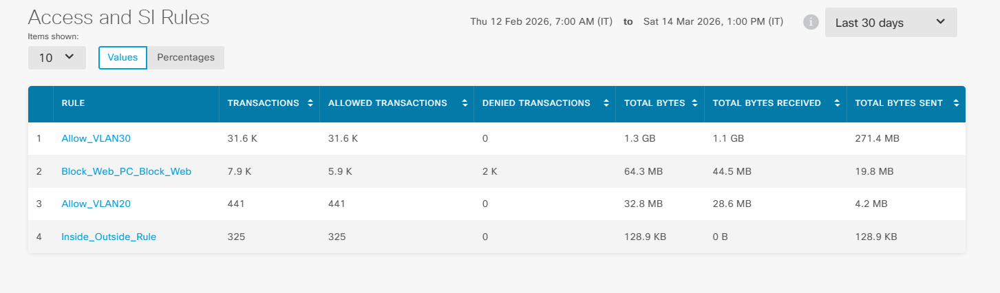 Access and SI Rules
Thu 12 Feb 2026, 7:00 AM (IT) to Sat 14 Mar 2026, 1:00 PM (IT) i Last 30 days
Items shown:
10 Values Percentages
RULE TRANSACTIONS ALLOWED TRANSACTIONS DENIED TRANSACTIONS TOTAL BYTES TOTAL BYTES RECEIVED TOTAL BYTES SENT
1 Allow_VLAN30 31.6 K 31.6 K 0 1.3 GB 1.1 GB 271.4 MB
2 Block_Web_PC_Block_Web 7.9 K 5.9 K 2 K 64.3 MB 44.5 MB 19.8 MB
3 Allow_VLAN20 441 441 0 32.8 MB 28.6 MB 4.2 MB
4 Inside_Outside_Rule 325 325 0 128.9 KB 0 B 128.9 KB